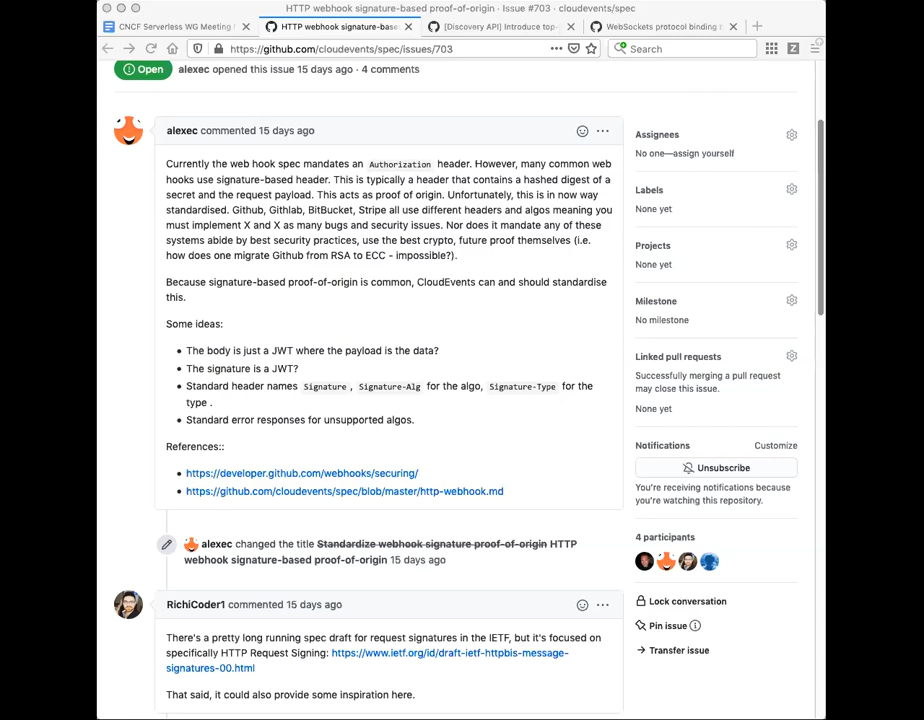 HTTP webhook signature-based proof-of-origin · Issue #703 · cloudevents/spec
CNCF Serverless WG Meeting
HTTP webhook signature-base
[Discovery API] Introduce top-
WebSockets protocol binding
https://github.com/cloudevents/spec/issues/703
Search
Open
alexec opened this issue 15 days ago · 4 comments
alexec commented 15 days ago
Currently the web hook spec mandates an Authorization header. However, many common web
hooks use signature-based header. This is typically a header that contains a hashed digest of a
secret and the request payload. This acts as proof of origin. Unfortunately, this is in now way
standardised. Github, Githlab, BitBucket, Stripe all use different headers and algos meaning you
must implement X and X as many bugs and security issues. Nor does it mandate any of these
systems abide by best security practices, use the best crypto, future proof themselves (i.e.
how does one migrate Github from RSA to ECC - impossible?).
Because signature-based proof-of-origin is common, CloudEvents can and should standardise
this.
Some ideas:
• The body is just a JWT where the payload is the data?
• The signature is a JWT?
• Standard header names Signature, Signature-Alg for the algo, Signature-Type for the
type .
• Standard error responses for unsupported algos.
References::
• https://developer.github.com/webhooks/securing/
• https://github.com/cloudevents/spec/blob/master/http-webhook.md
alexec changed the title Standardize webhook signature proof-of-origin HTTP
webhook signature-based proof-of-origin 15 days ago
RichiCoder1 commented 15 days ago
There's a pretty long running spec draft for request signatures in the IETF, but it's focused on
specifically HTTP Request Signing: https://www.ietf.org/id/draft-ietf-httpbis-message-
signatures-00.html
That said, it could also provide some inspiration here.
Assignees
No one—assign yourself
Labels
None yet
Projects
None yet
Milestone
No milestone
Linked pull requests
Successfully merging a pull request
may close this issue.
None yet
Notifications
Customize
Unsubscribe
You're receiving notifications because
you're watching this repository.
4 participants
Lock conversation
Pin issue
Transfer issue